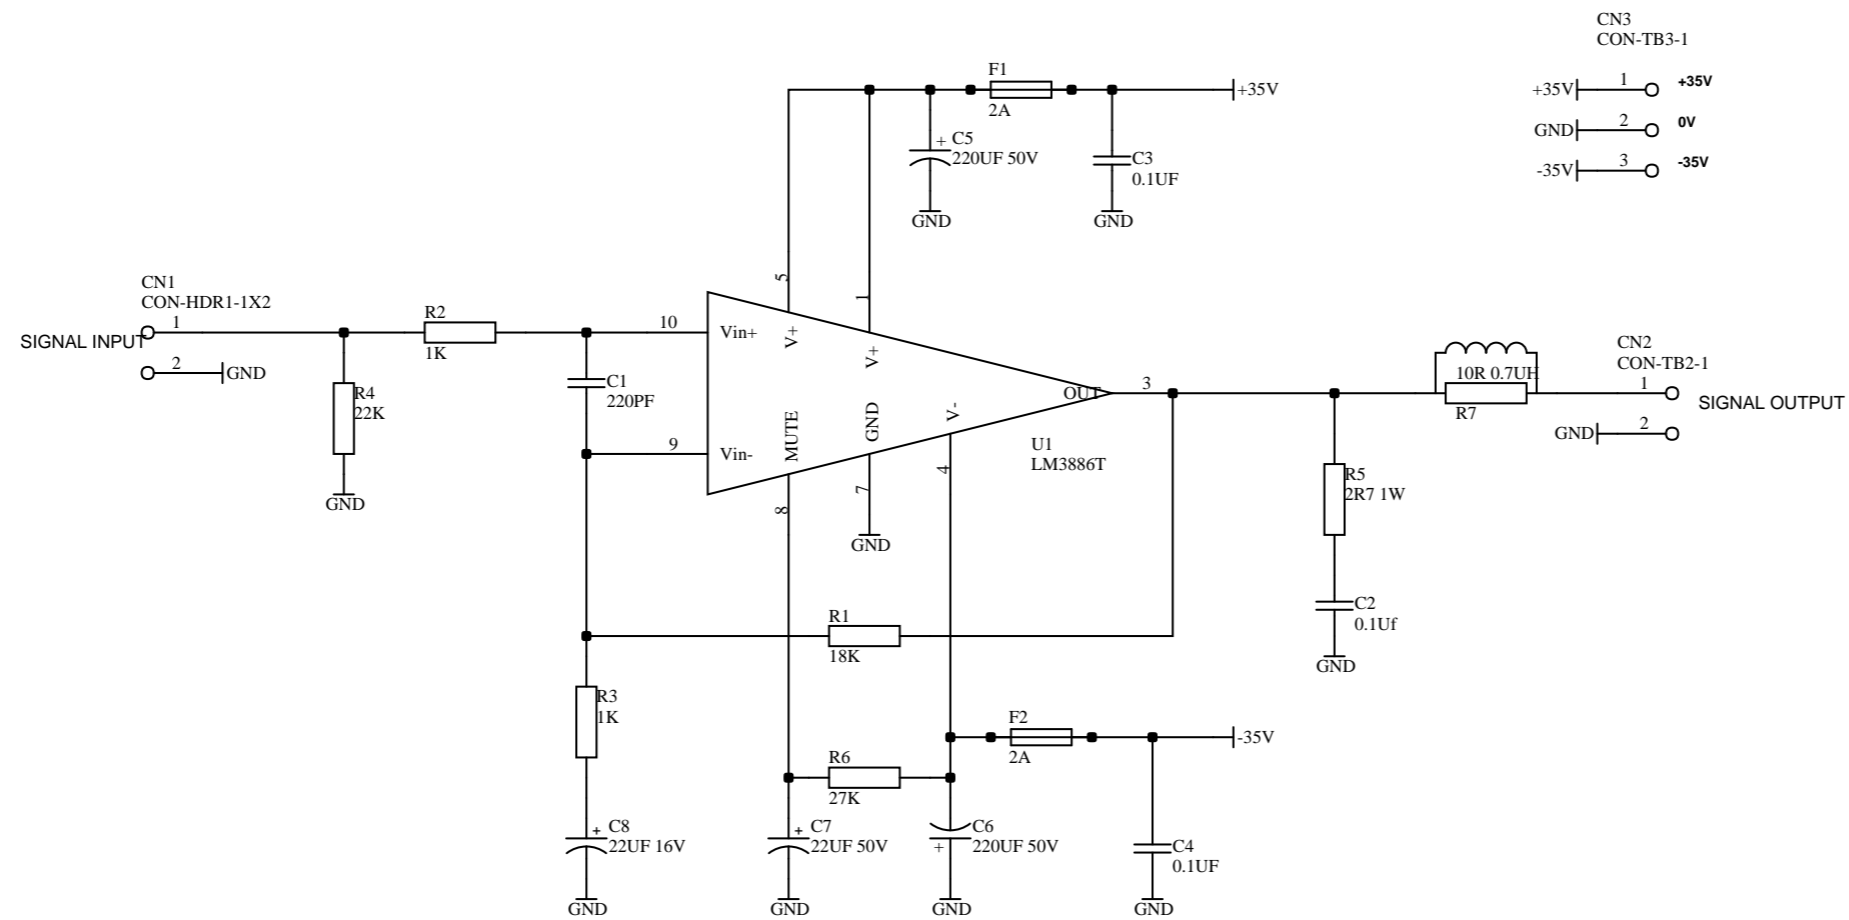 CN3
CON-TB3-1
+35V 1 +35V
GND 2 0V
-35V 3 -35V
F1
2A
+35V
+ C5
220UF 50V
C3
0.1UF
GND
GND
CN1
CON-HDR1-1X2
SIGNAL INPUT
1
2
GND
R2
1K
R4
22K
GND
C1
220PF
10
9
5
1
Vin+
Vin-
V+
V+
MUTE
GND
V-
OUT
3
8
7
4
GND
U1
LM3886T
10R 0.7UH
R7
CN2
CON-TB2-1
1
SIGNAL OUTPUT
GND 2
R5
2R7 1W
C2
0.1Uf
GND
R1
18K
R3
1K
F2
2A
-35V
R6
27K
+ C8
22UF 16V
GND
+ C7
22UF 50V
GND
C6
+ 220UF 50V
GND
C4
0.1UF
GND